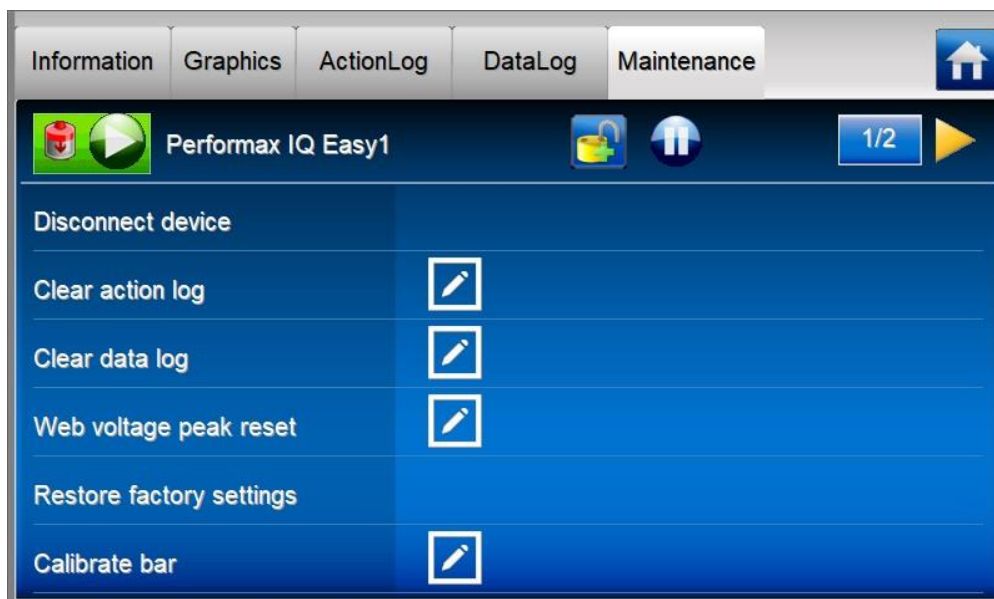 Information Graphics ActionLog DataLog Maintenance
Performax IQ Easy1 1/2
Disconnect device
Clear action log
Clear data log
Web voltage peak reset
Restore factory settings
Calibrate bar